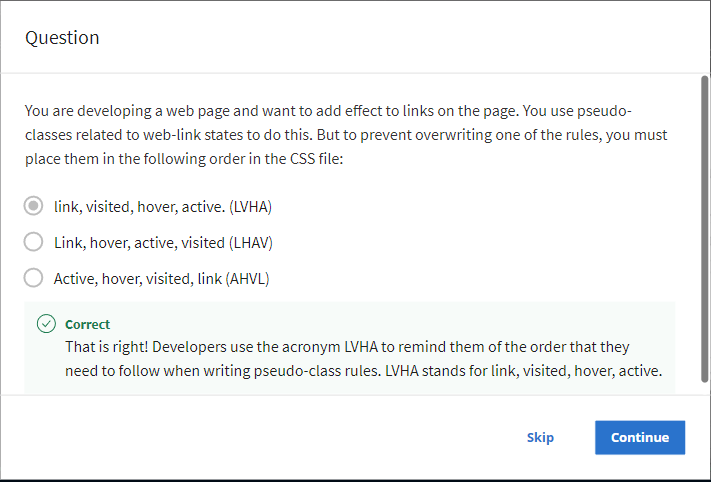 Question
You are developing a web page and want to add effect to links on the page. You use pseudo-
classes related to web-link states to do this. But to prevent overwriting one of the rules, you must
place them in the following order in the CSS file:
link, visited, hover, active. (LVHA)
Link, hover, active, visited (LHAV)
Active, hover, visited, link (AHVL)
Correct
That is right! Developers use the acronym LVHA to remind them of the order that they
need to follow when writing pseudo-class rules. LVHA stands for link, visited, hover, active.
Skip
Continue